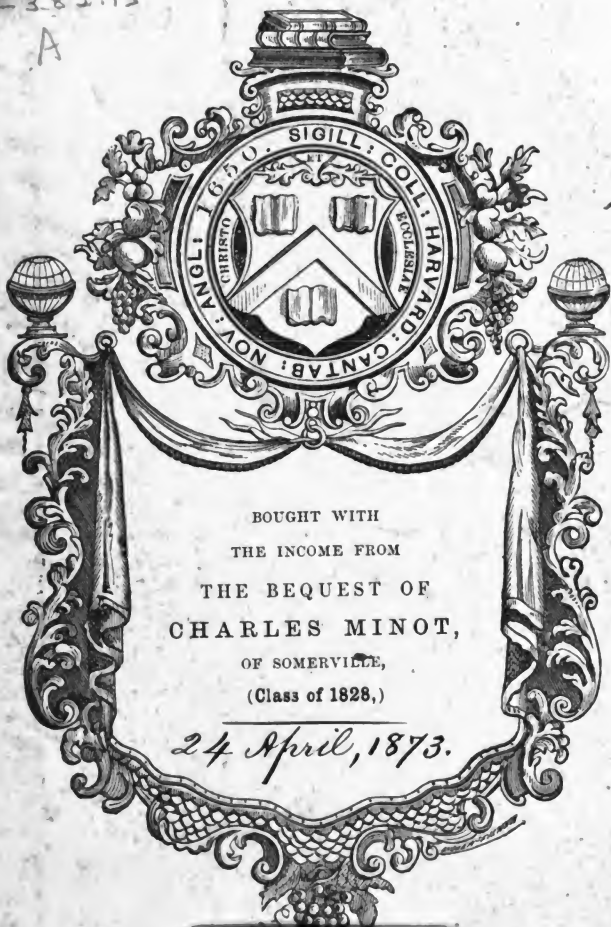 A
SIGILL: COLL: HARVARD: CANTAB: NOV: ANGL: 1650.
CHRISTO
ET
ECCLESIAE
BOUGHT WITH
THE INCOME FROM
THE BEQUEST OF
CHARLES MINOT,
OF SOMERVILLE,
(Class of 1828,)
24 April, 1873.